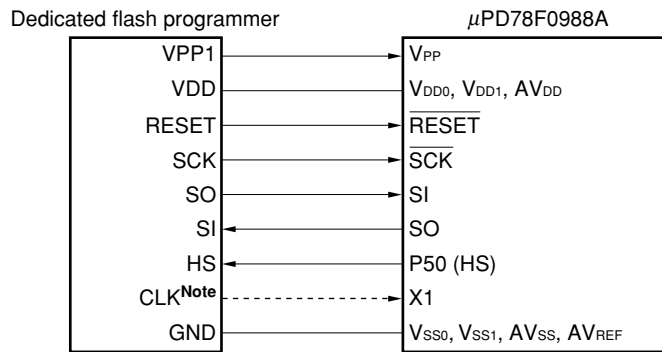 Dedicated flash programmer μPD78F0988A
VPP1 VPP
VDD VDD0, VDD1, AVDD
RESET RESET
SCK SCK
SO SI
SI SO
HS P50 (HS)
CLKNote X1
GND VSS0, VSS1, AVSS, AVREF